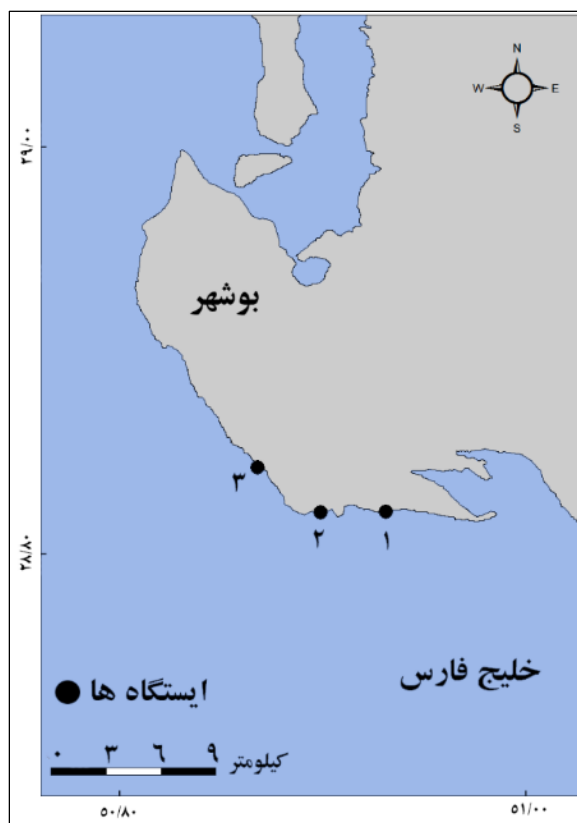 N
W E
S
۲۹/۰۰
بوشهر
۳
۲
۱
۲۸/۸۰
خلیج فارس
ایستگاه ها
۰ ۳ ۶ ۹ کیلومتر
۵۰/۸۰
۵۱/۰۰